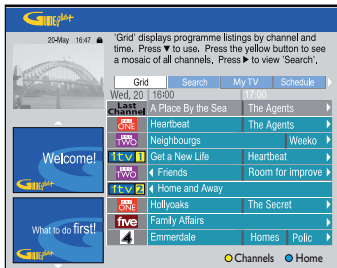 GUIDEplus+
20-May 16:47
'Grid' displays programme listings by channel and
time. Press ▼ to use. Press the yellow button to see
a mosaic of all channels, Press ▶ to view 'Search',
Grid Search My TV Schedule
Wed, 20 16:00 17:00
Last Channel A Place By the Sea The Agents
BBC ONE Heartbeat The Agents
BBC TWO Neighbourgs Weeko
itv 1 Get a New Life Heartbeat
BBC TWO Friends Room for improve
itv 2 Home and Away
BBC ONE Hollyoaks The Secret
five Family Affairs
4 Emmerdale Homes Polic
Welcome!
GUIDEplus+
What to do first!
GUIDEplus+
Channels Home